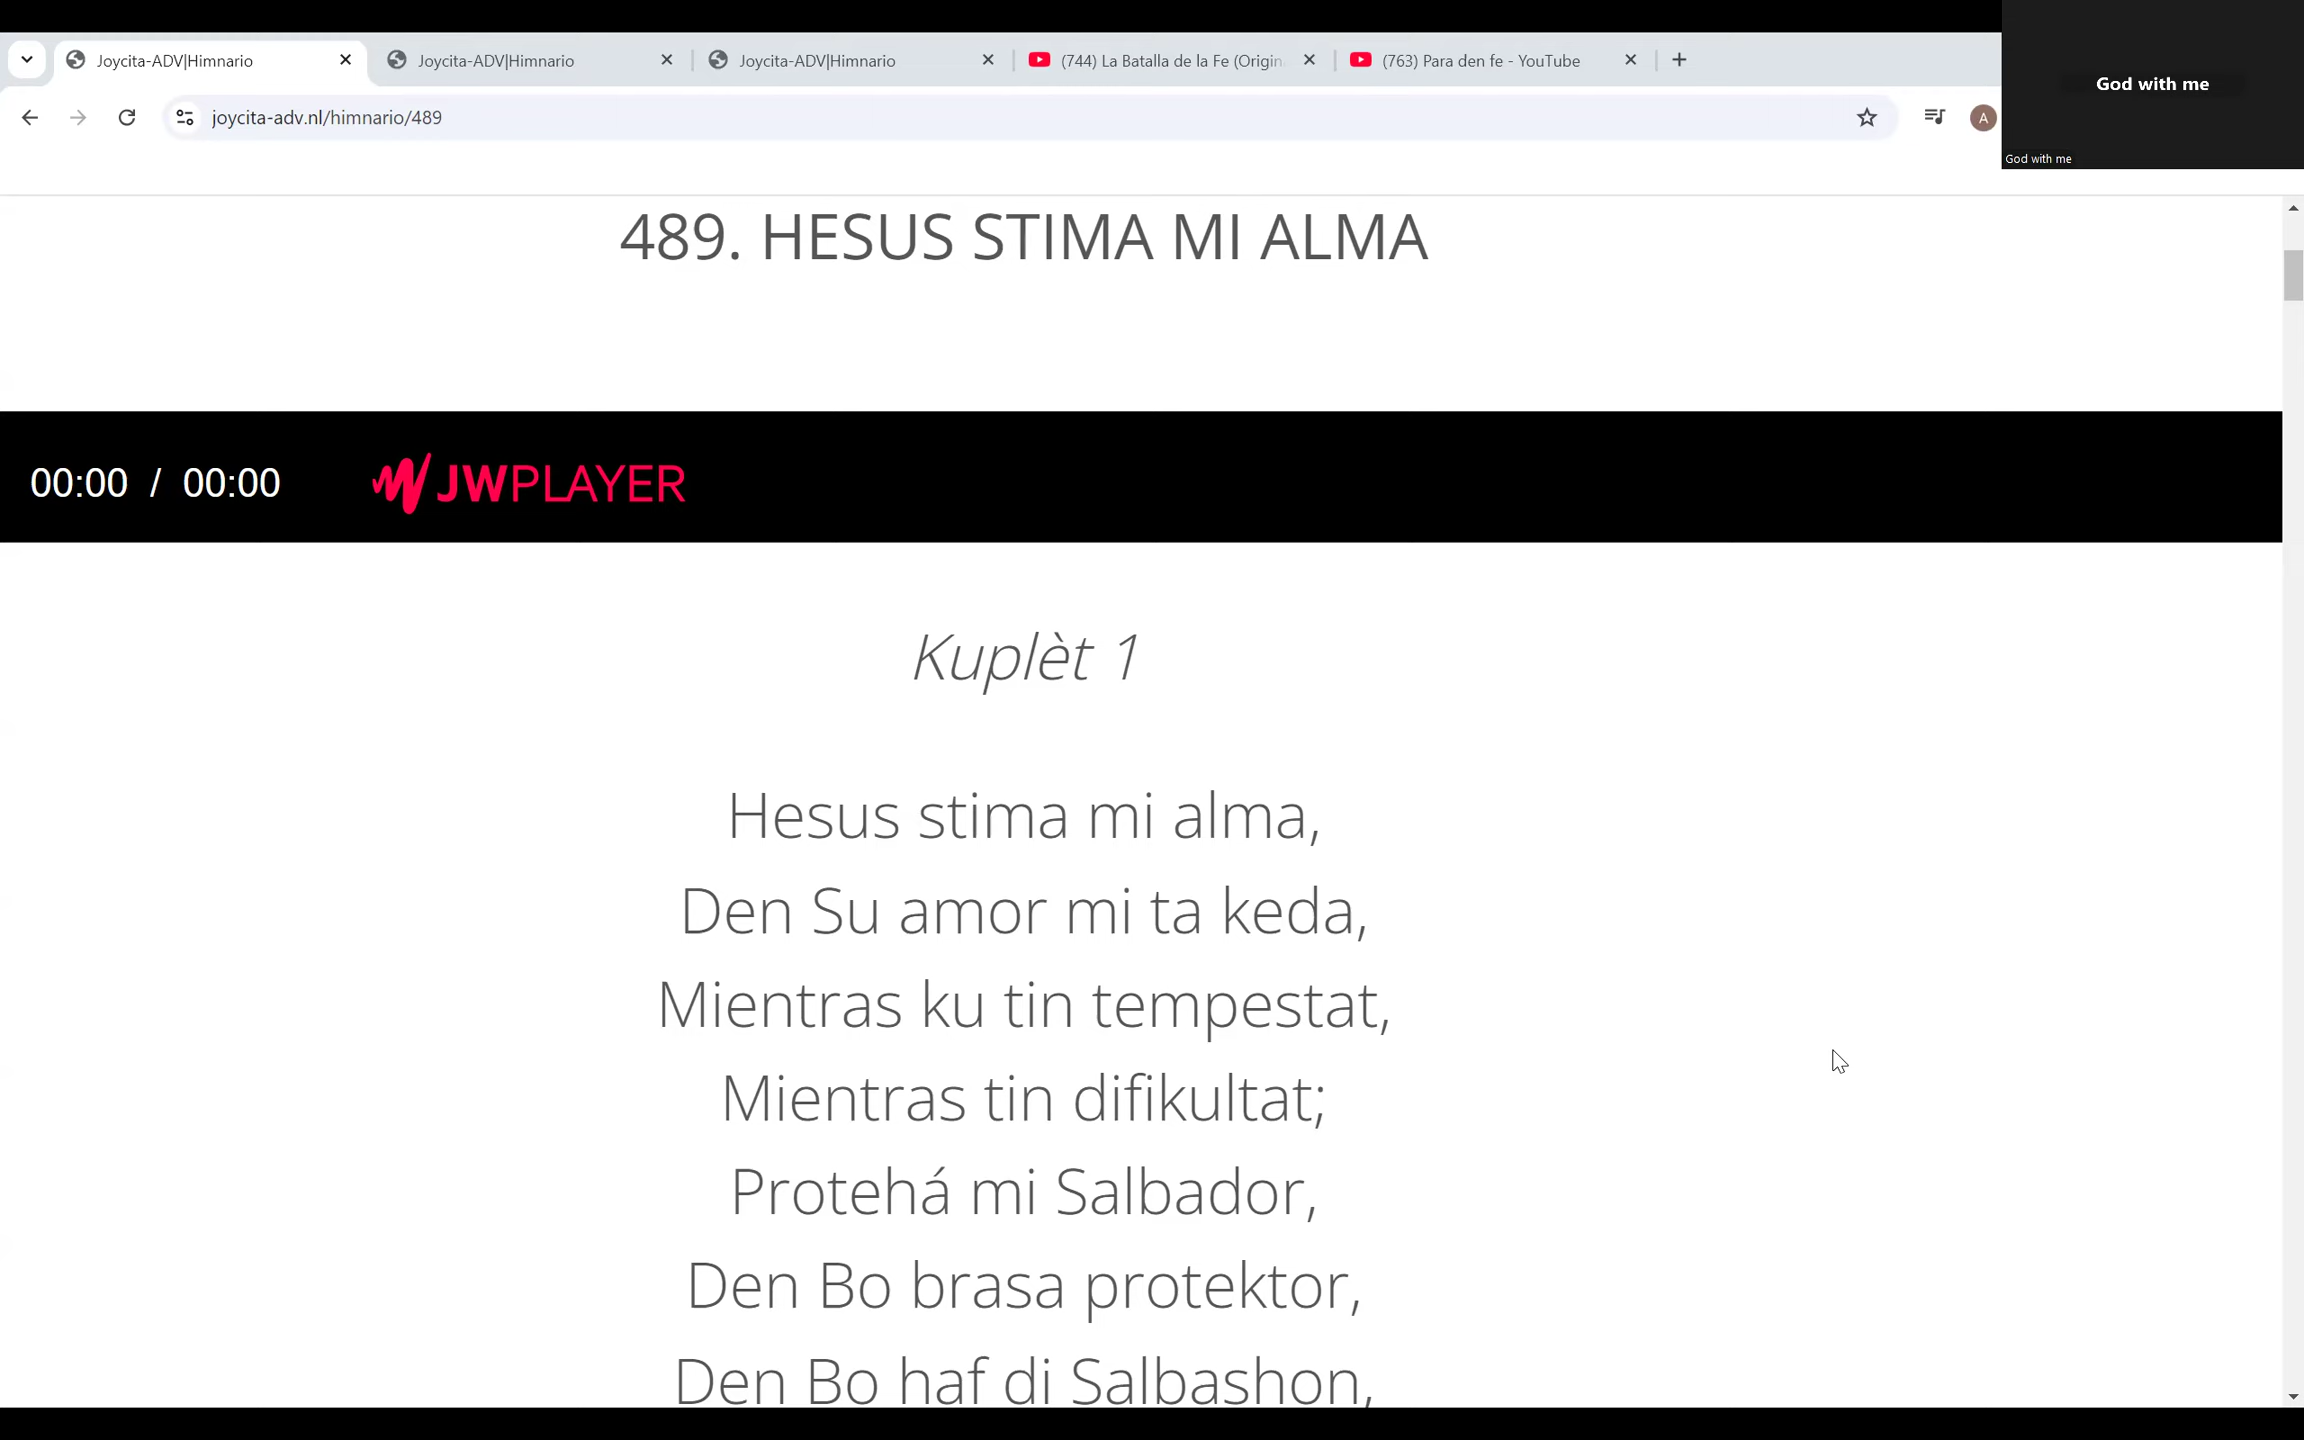 Joycita-ADV|Himnario
Joycita-ADV|Himnario
Joycita-ADV|Himnario
(744) La Batalla de la Fe (Origin
(763) Para den fe - YouTube
joycita-adv.nl/himnario/489
A
God with me
God with me
489. HESUS STIMA MI ALMA
00:00 / 00:00
JWPLAYER
Kuplèt 1
Hesus stima mi alma,
Den Su amor mi ta keda,
Mientras ku tin tempestat,
Mientras tin difikultat;
Protehá mi Salbador,
Den Bo brasa protektor,
Den Bo haf di Salbashon,